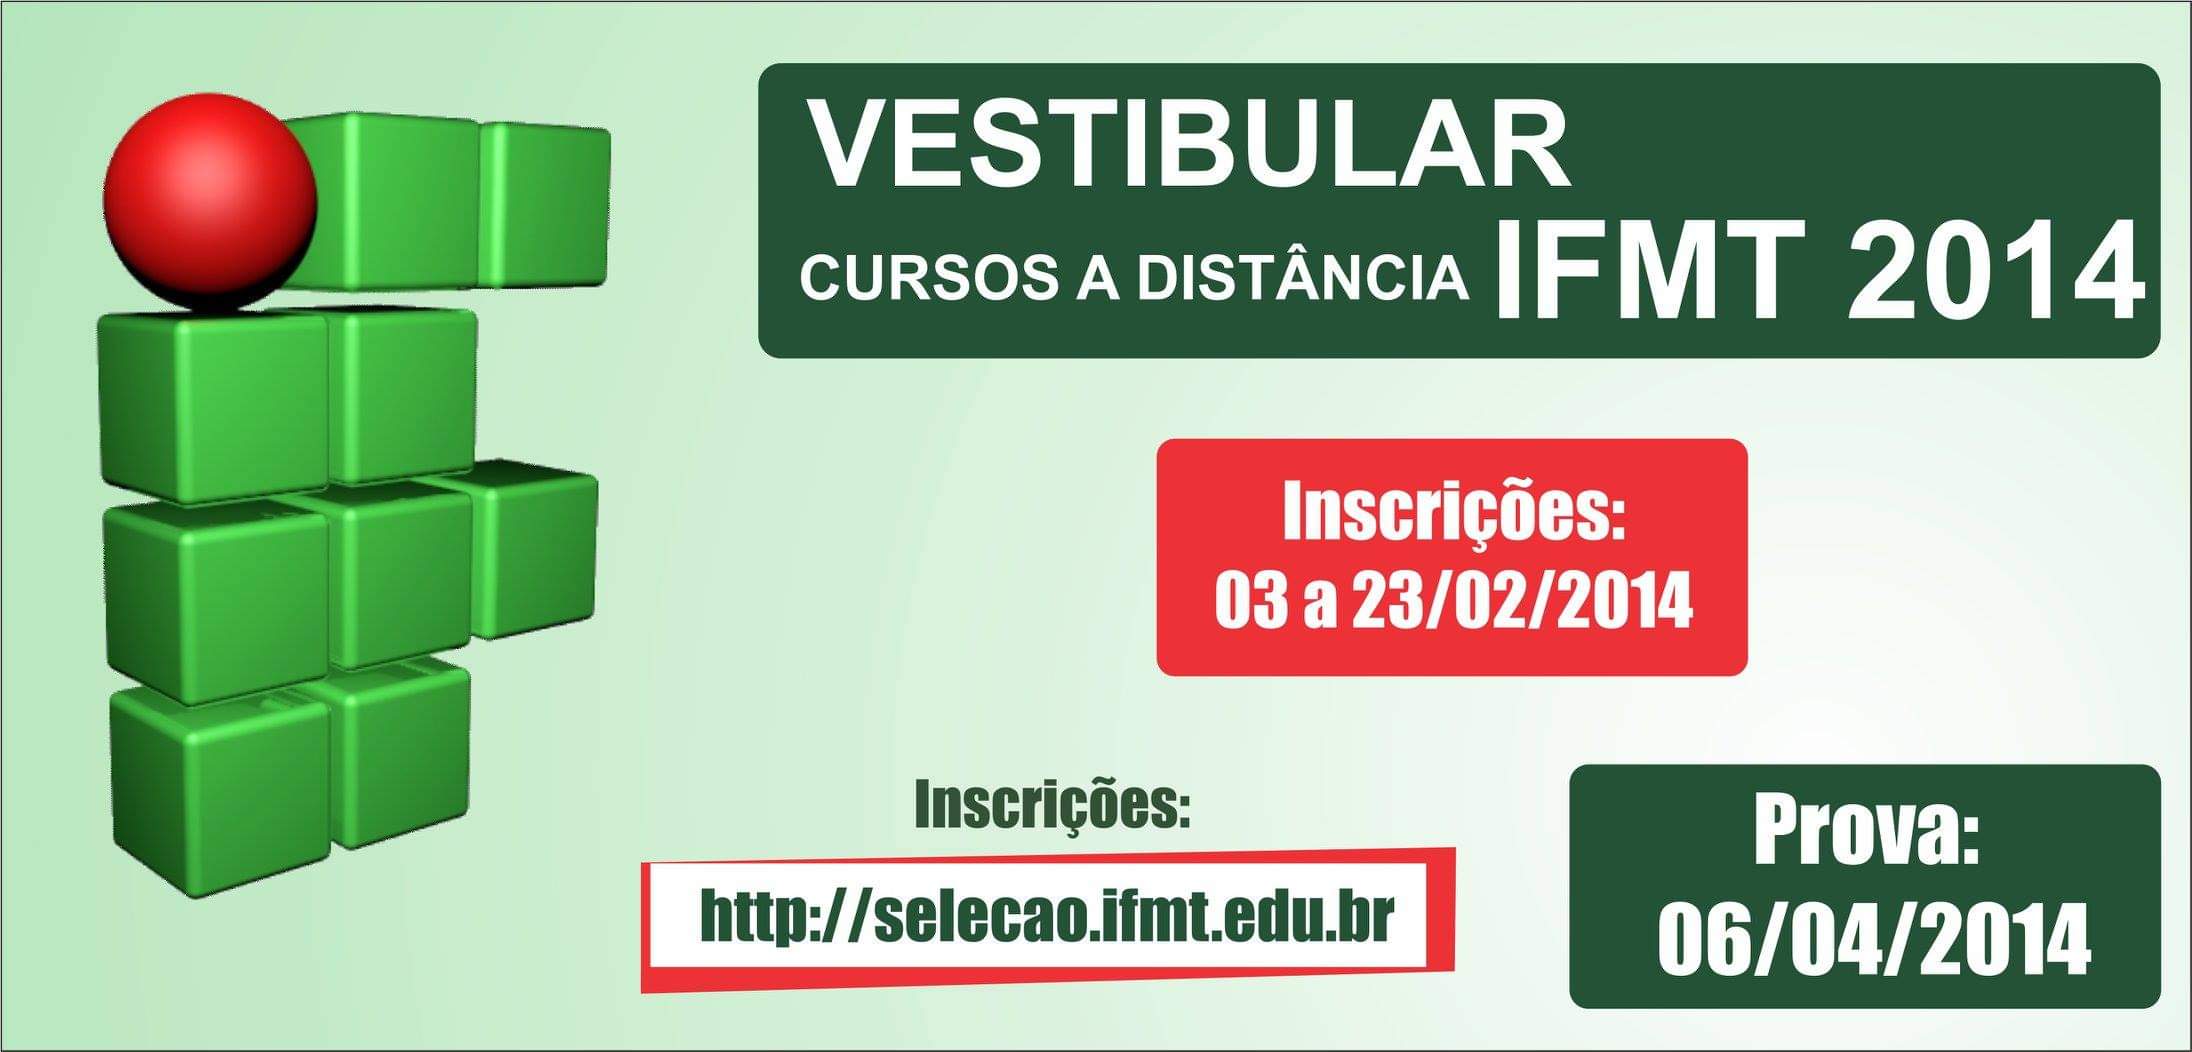 VESTIBULAR
CURSOS A DISTÂNCIA IFMT 2014
Inscrições:
03 a 23/02/2014
Inscrições:
http://selecao.ifmt.edu.br
Prova:
06/04/2014